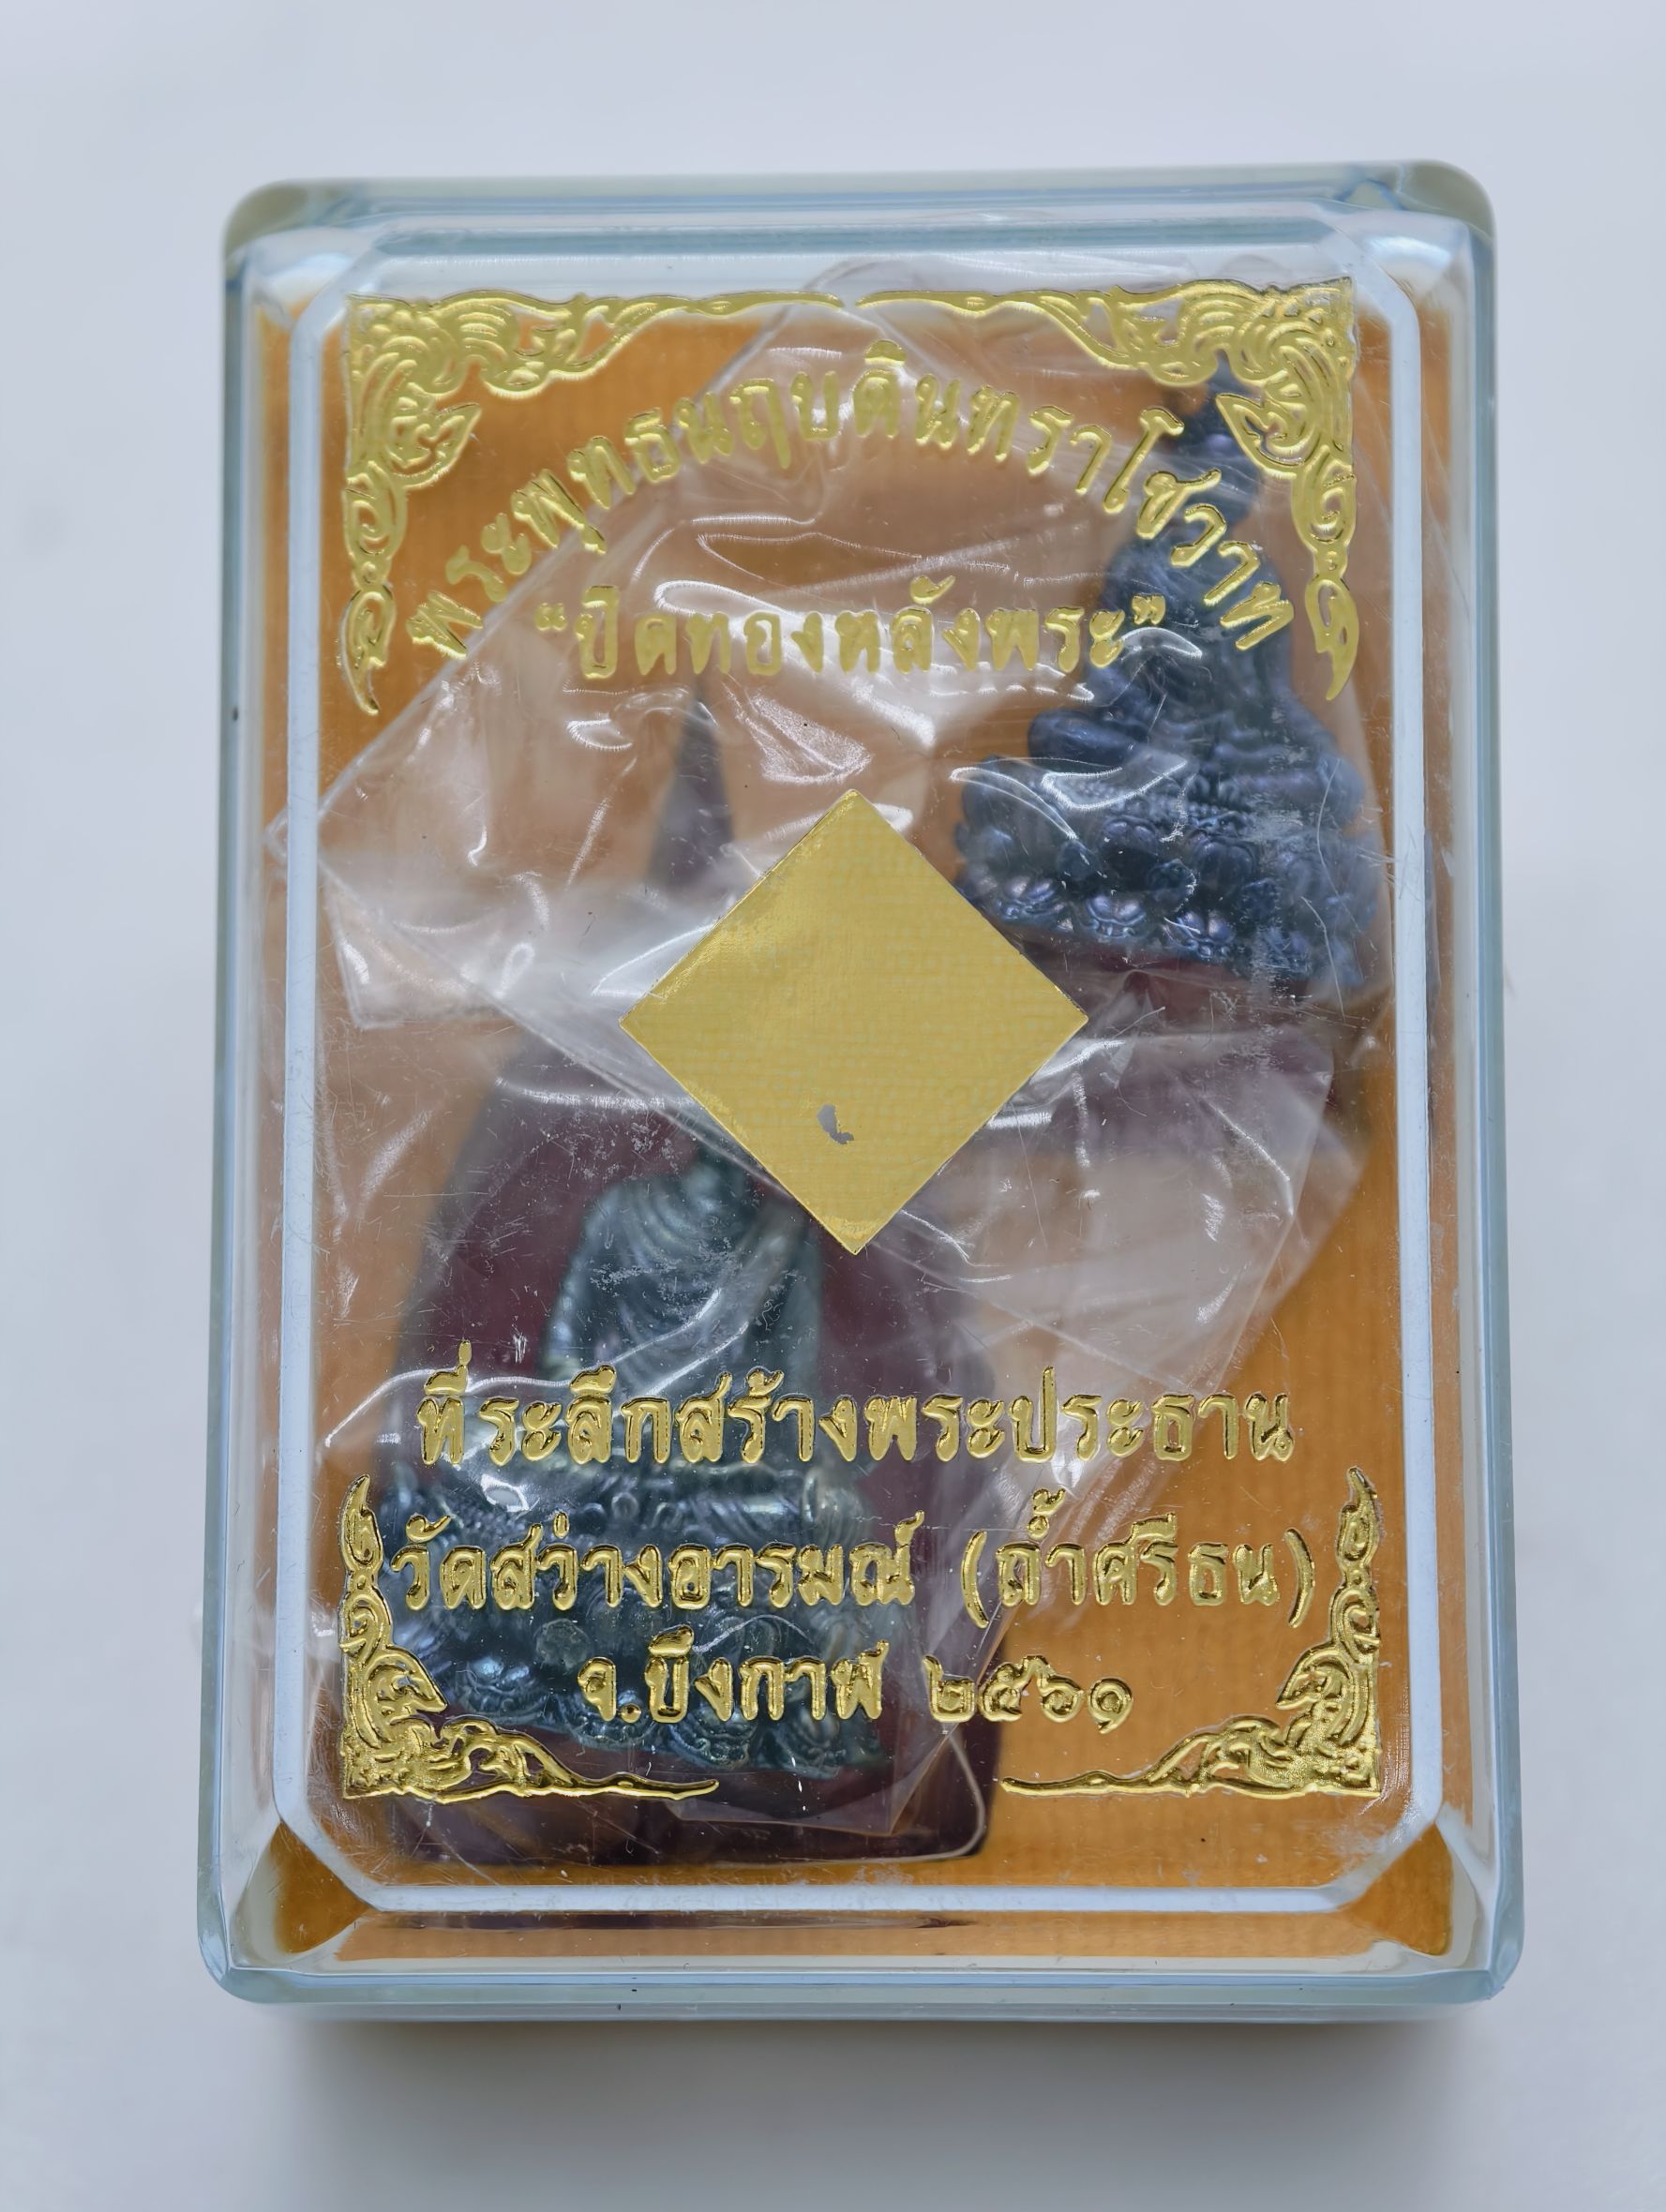 พระพุทธนฤบดินทราโชวาท
“ปิดทองหลังพระ”
ที่ระลึกสร้างพระประธาน
วัดสว่างอารมณ์ (ถ้ำศรีธน)
จ.บึงกาฬ ๒๕๖๑